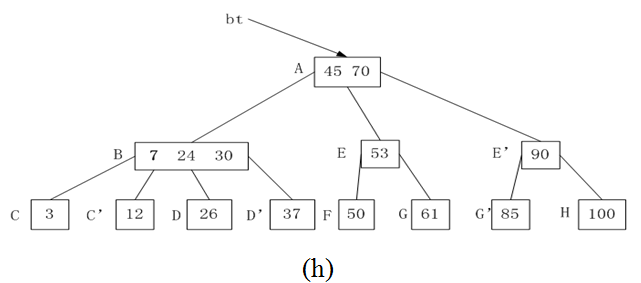 bt
A 45 70
B 7 24 30 E 53 E' 90
C 3 C' 12 D 26 D' 37 F 50 G 61 G' 85 H 100
(h)